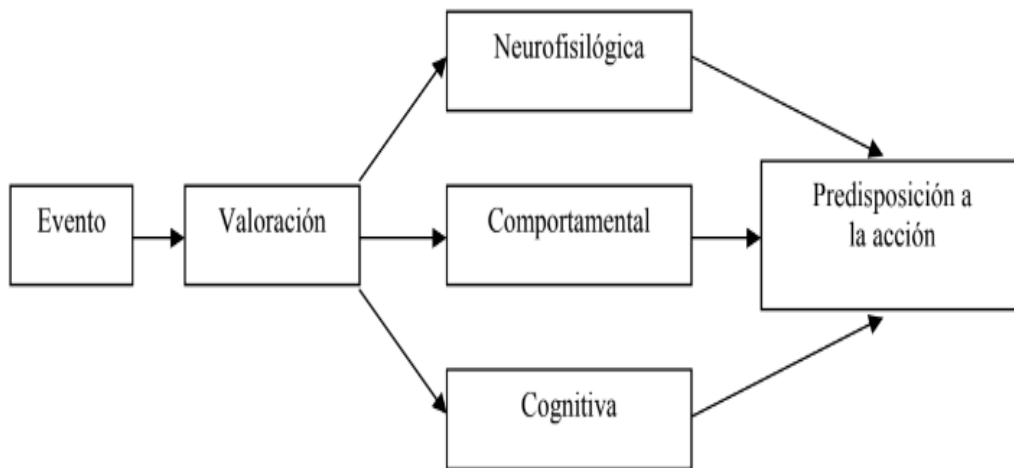 Neurofisilógica
Evento
Valoración
Comportamental
Predisposición a
la acción
Cognitiva